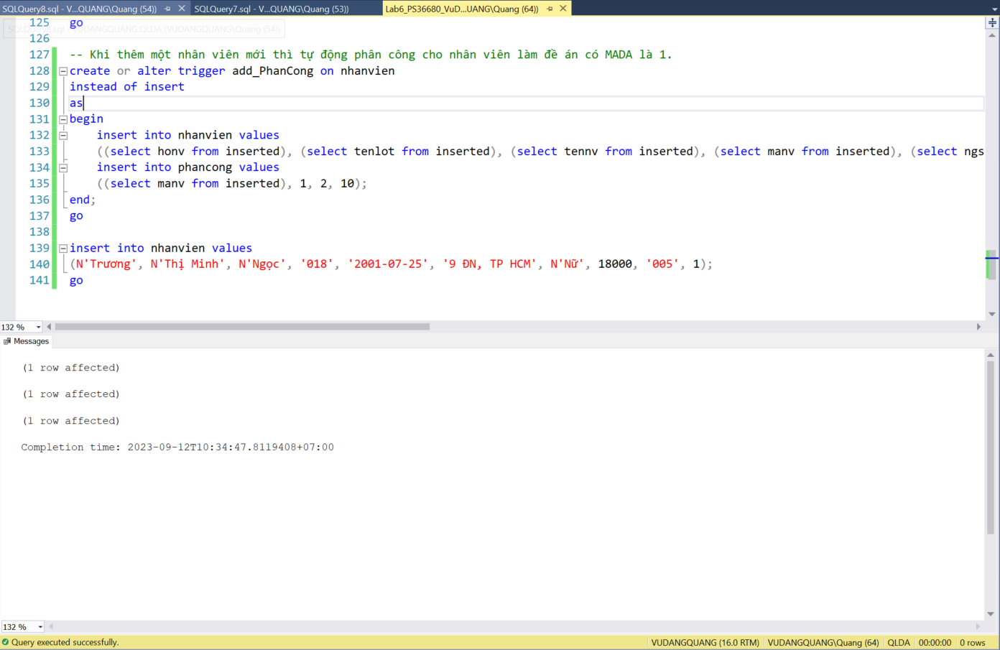 SQLQuery8.sql - V...QUANG\Quang (54)) SQLQuery7.sql - V...QUANG\Quang (53)) Lab6_PS36680_VuD...UANG\Quang (64))
125 go
126
127 -- Khi thêm một nhân viên mới thì tự động phân công cho nhân viên làm đề án có MADA là 1.
128 create or alter trigger add_PhanCong on nhanvien
129 instead of insert
130 as
131 begin
132 insert into nhanvien values
133 ((select honv from inserted), (select tenlot from inserted), (select tennv from inserted), (select manv from inserted), (select ngs
134 insert into phancong values
135 ((select manv from inserted), 1, 2, 10);
136 end;
137 go
138
139 insert into nhanvien values
140 (N'Trương', N'Thị Minh', N'Ngọc', '018', '2001-07-25', '9 ĐN, TP HCM', N'Nữ', 18000, '005', 1);
141 go
132 %
Messages
(1 row affected)
(1 row affected)
(1 row affected)
Completion time: 2023-09-12T10:34:47.8119408+07:00
132 %
Query executed successfully. VUDANGQUANG (16.0 RTM) VUDANGQUANG\Quang (64) QLDA 00:00:00 0 rows